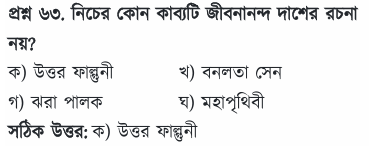 প্রশ্ন ৬৩. নিচের কোন কাব্যটি জীবনানন্দ দাশের রচনা
নয়?
ক) উত্তর ফাল্গুনী খ) বনলতা সেন
গ) ঝরা পালক ঘ) মহাপৃথিবী
সঠিক উত্তর: ক) উত্তর ফাল্গুনী